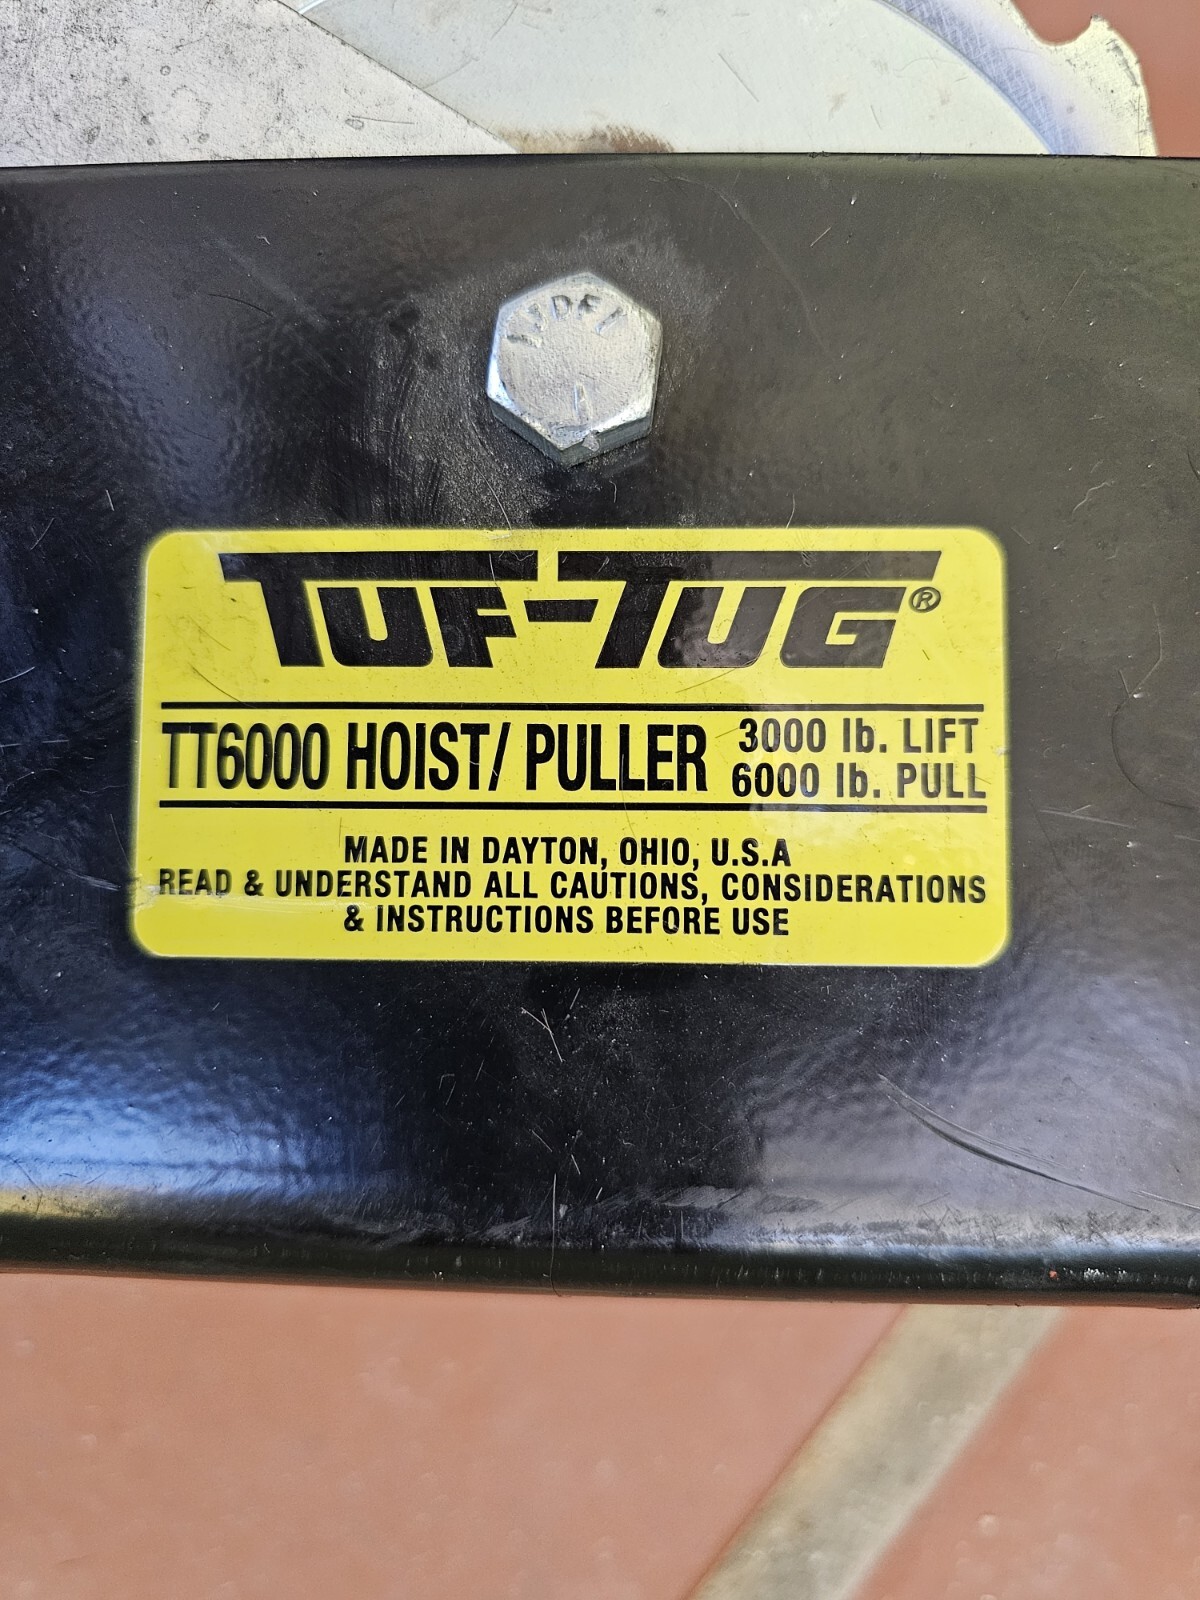 TUF-TUG®
TT6000 HOIST/ PULLER
3000 lb. LIFT
6000 lb. PULL
MADE IN DAYTON, OHIO, U.S.A
READ & UNDERSTAND ALL CAUTIONS, CONSIDERATIONS
& INSTRUCTIONS BEFORE USE